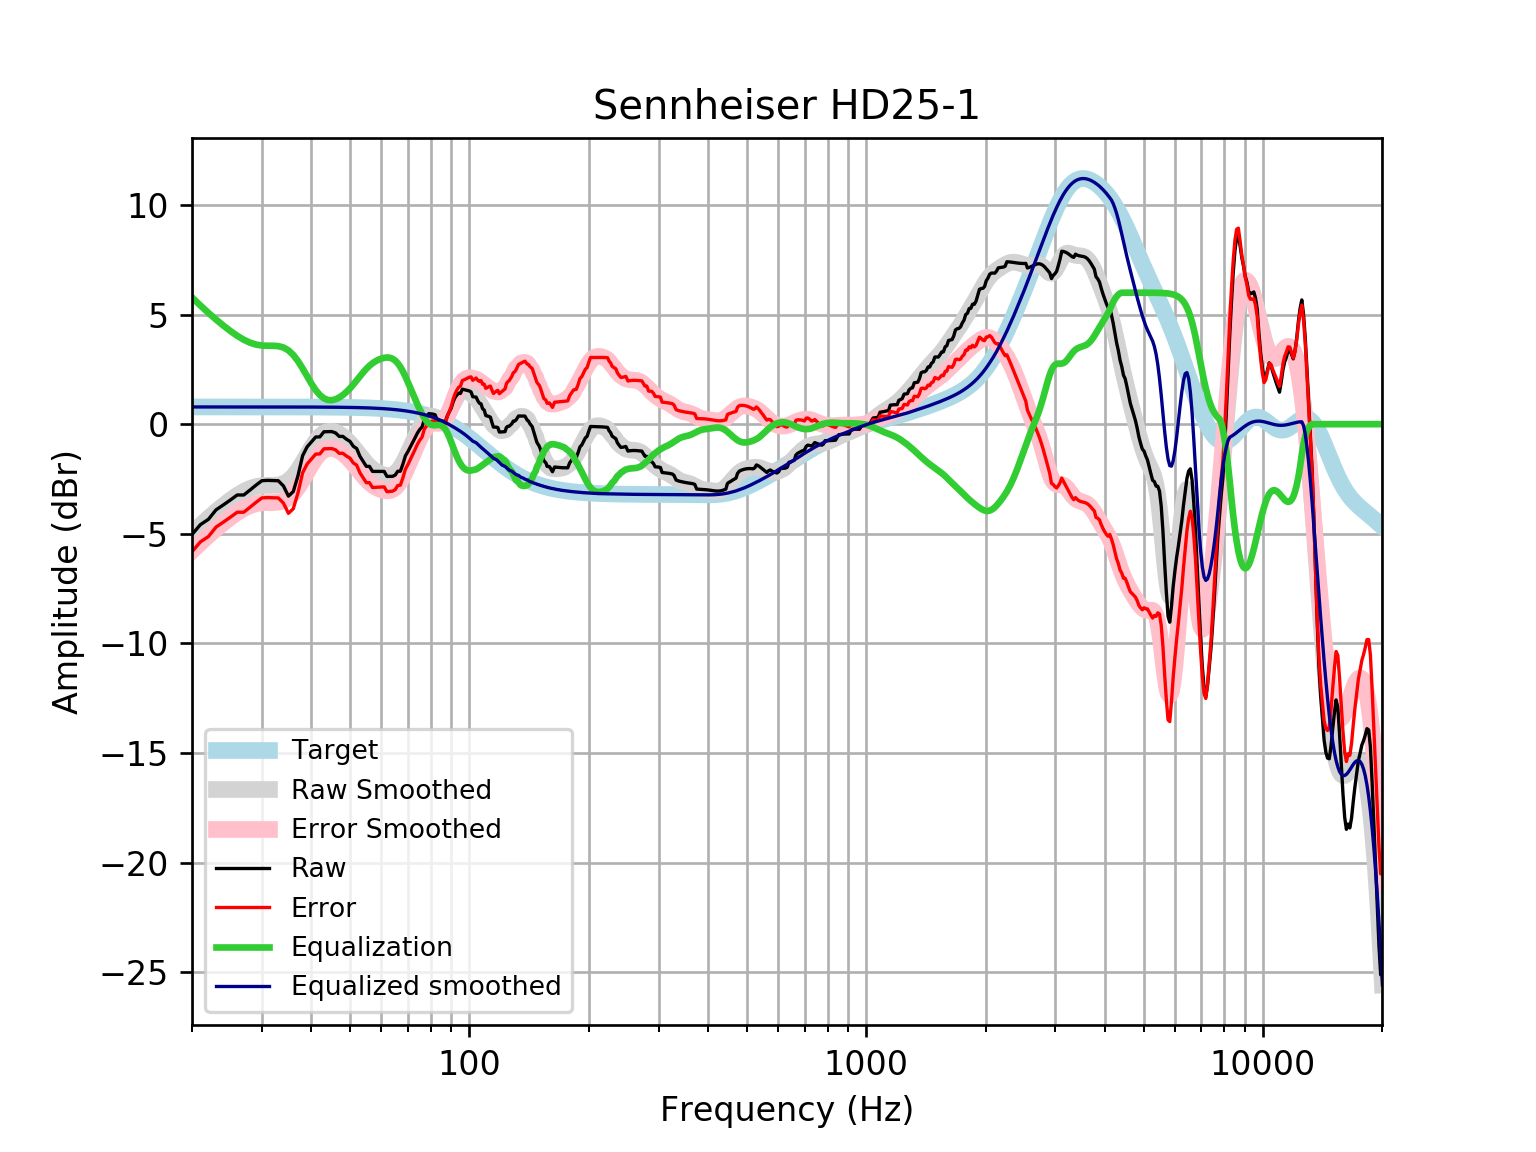 Sennheiser HD25-1
10
5
0
−5
−10
−15
−20
−25
Amplitude (dBr)
Target
Raw Smoothed
Error Smoothed
Raw
Error
Equalization
Equalized smoothed
100 1000 10000
Frequency (Hz)